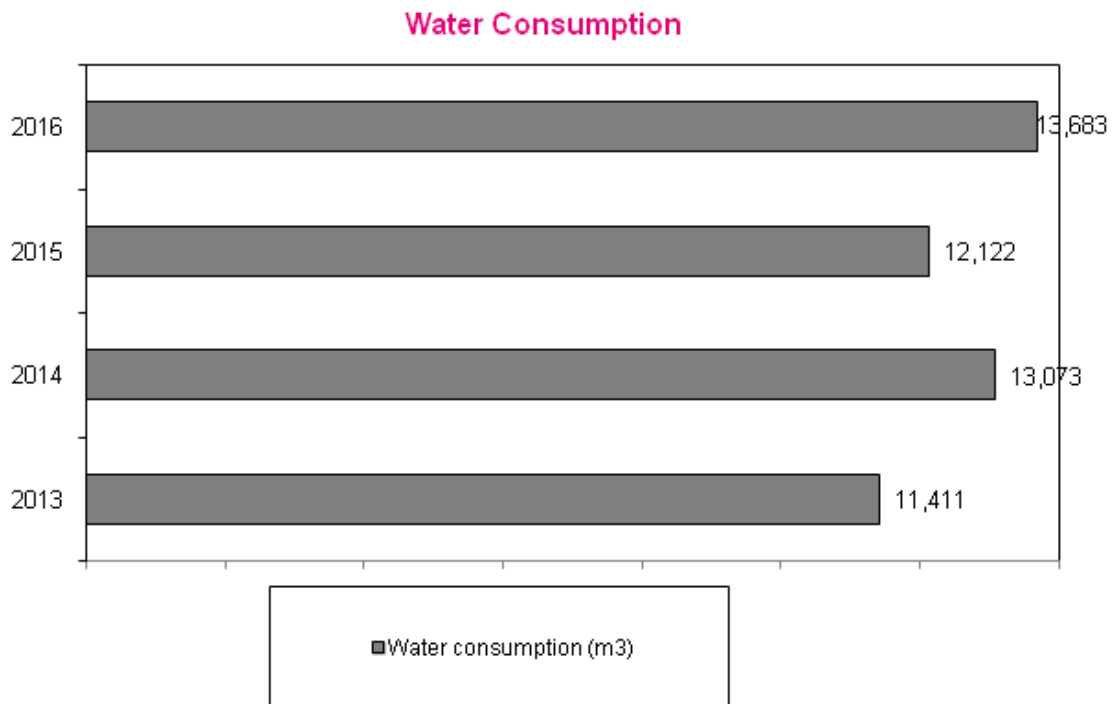 Water Consumption
2016 13,683
2015 12,122
2014 13,073
2013 11,411
Water consumption (m3)